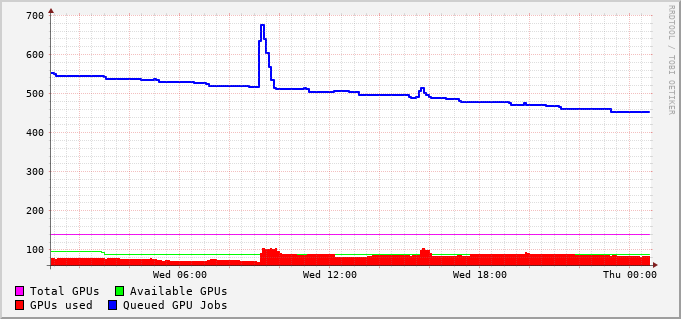 700
600
500
400
300
200
100
Wed 06:00 Wed 12:00 Wed 18:00 Thu 00:00
Total GPUs Available GPUs
GPUs used Queued GPU Jobs
RRDTOOL / TOBI OETIKER